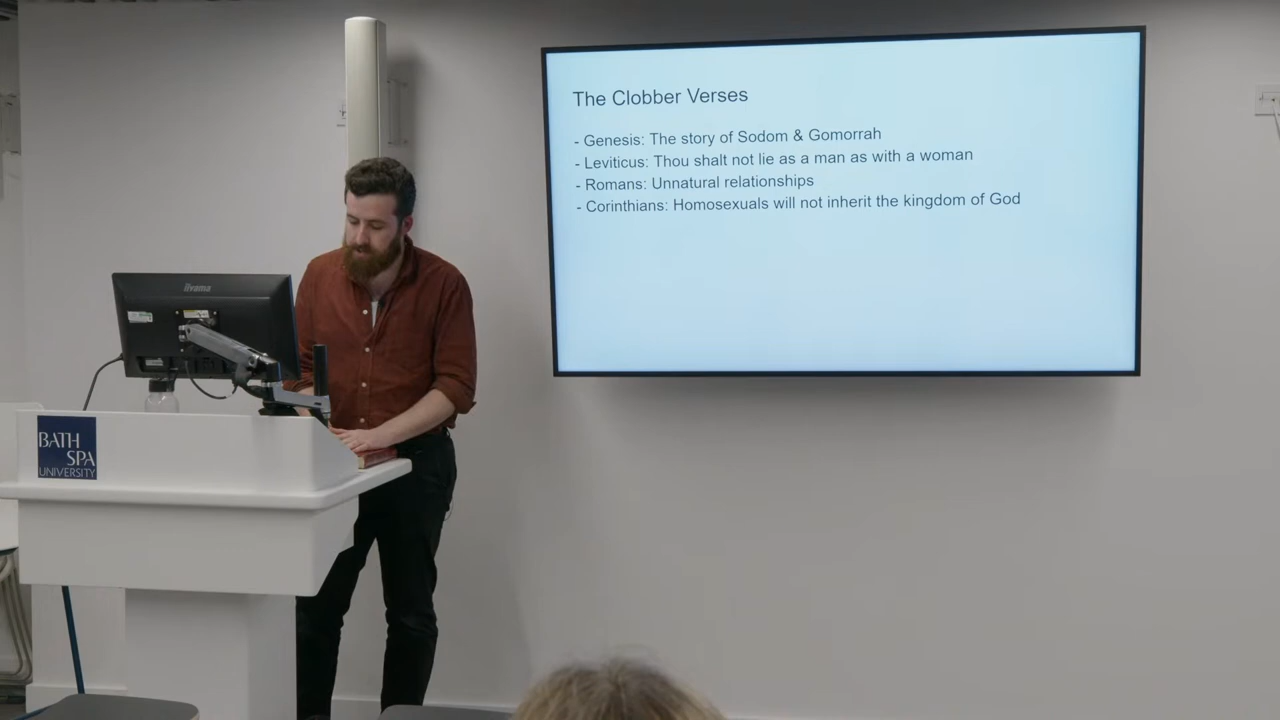 The Clobber Verses
- Genesis: The story of Sodom & Gomorrah
- Leviticus: Thou shalt not lie as a man as with a woman
- Romans: Unnatural relationships
- Corinthians: Homosexuals will not inherit the kingdom of God
iiyama
BATH
SPA
UNIVERSITY